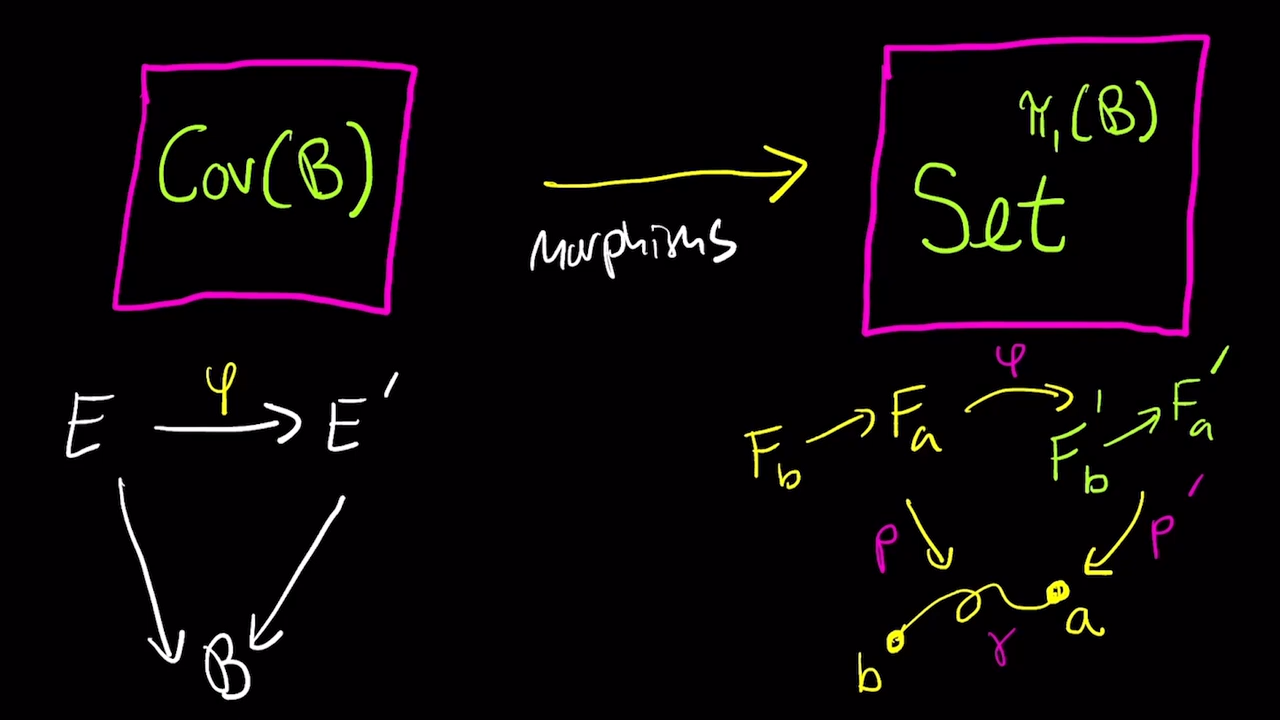 Cov(B)
π₁(B)
Set
Morphisms
φ
E E′
B
φ
F_b F_a F′_b F′_a
p p′
b γ a